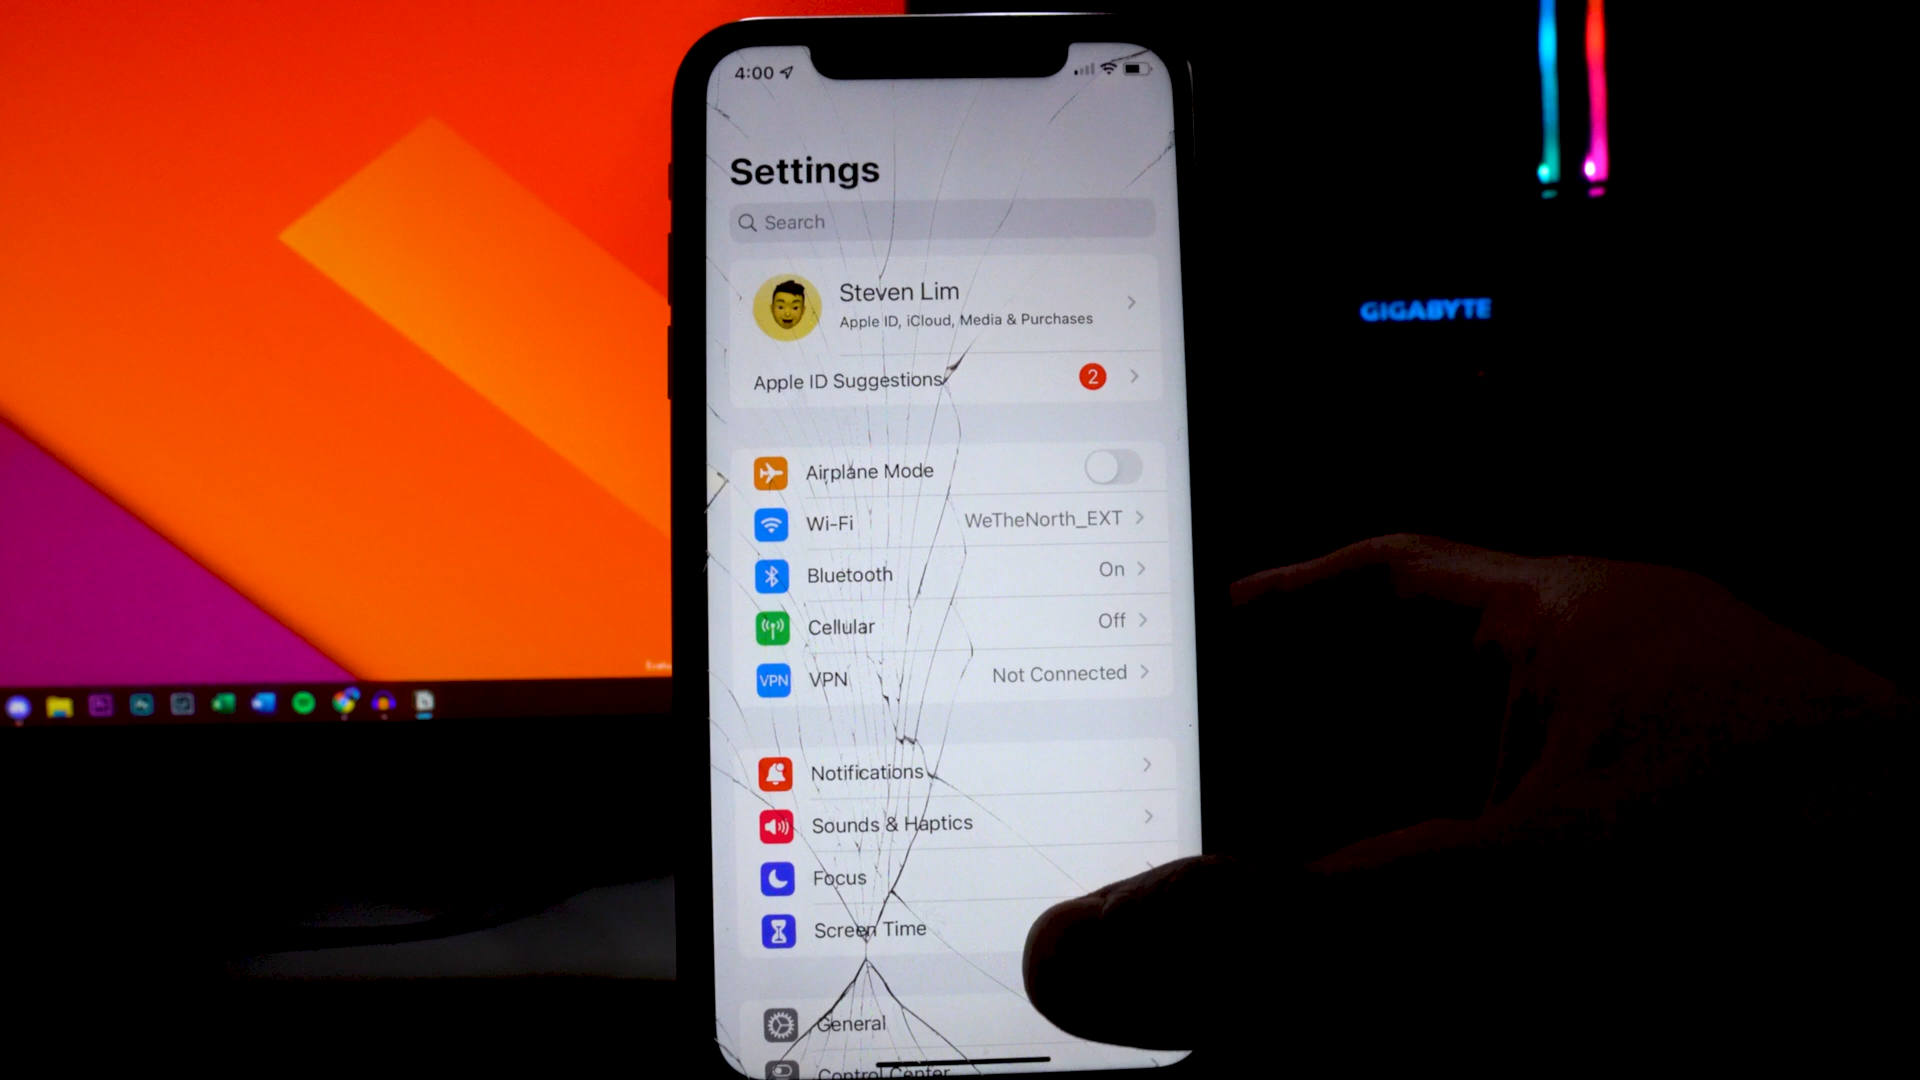 4:00
Settings
Search
Steven Lim
Apple ID, iCloud, Media & Purchases
Apple ID Suggestions 2
Airplane Mode
Wi-Fi WeTheNorth_EXT
Bluetooth On
Cellular Off
VPN VPN Not Connected
Notifications
Sounds & Haptics
Focus
Screen Time
General
Control Center
GIGABYTE